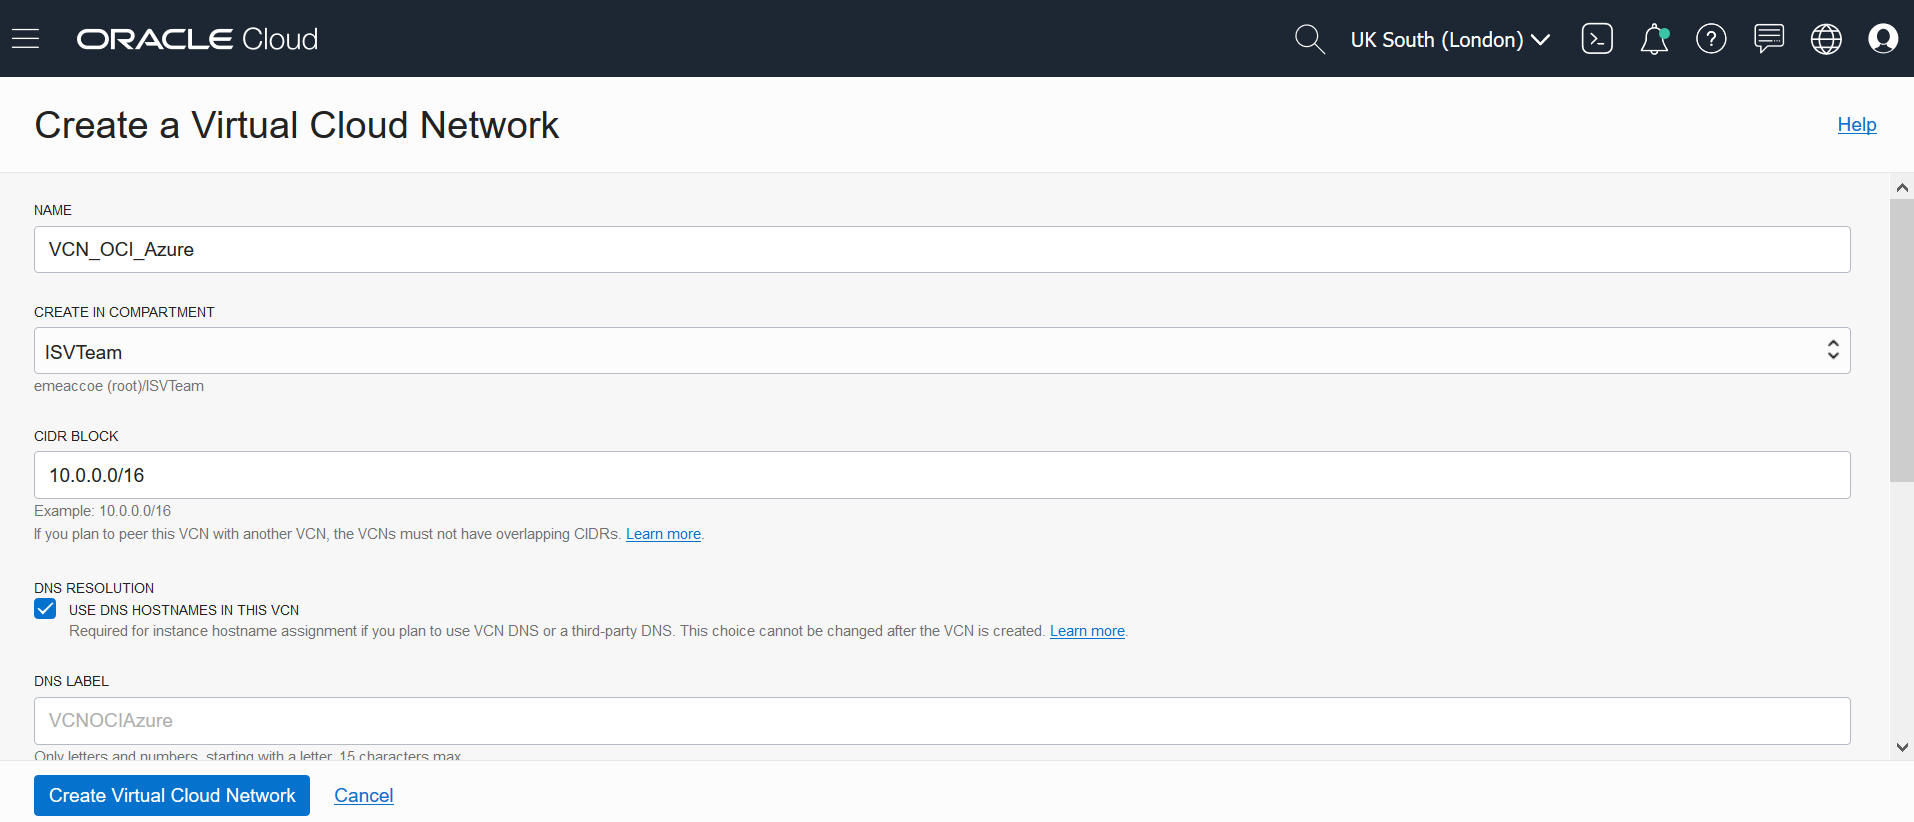 ORACLE Cloud
UK South (London)
Create a Virtual Cloud Network
Help
NAME
VCN_OCI_Azure
CREATE IN COMPARTMENT
ISVTeam
emeaccoe (root)/ISVTeam
CIDR BLOCK
10.0.0.0/16
Example: 10.0.0.0/16
If you plan to peer this VCN with another VCN, the VCNs must not have overlapping CIDRs. Learn more.
DNS RESOLUTION
USE DNS HOSTNAMES IN THIS VCN
Required for instance hostname assignment if you plan to use VCN DNS or a third-party DNS. This choice cannot be changed after the VCN is created. Learn more.
DNS LABEL
VCNOCIAzure
Only letters and numbers, starting with a letter. 15 characters max.
Create Virtual Cloud Network
Cancel